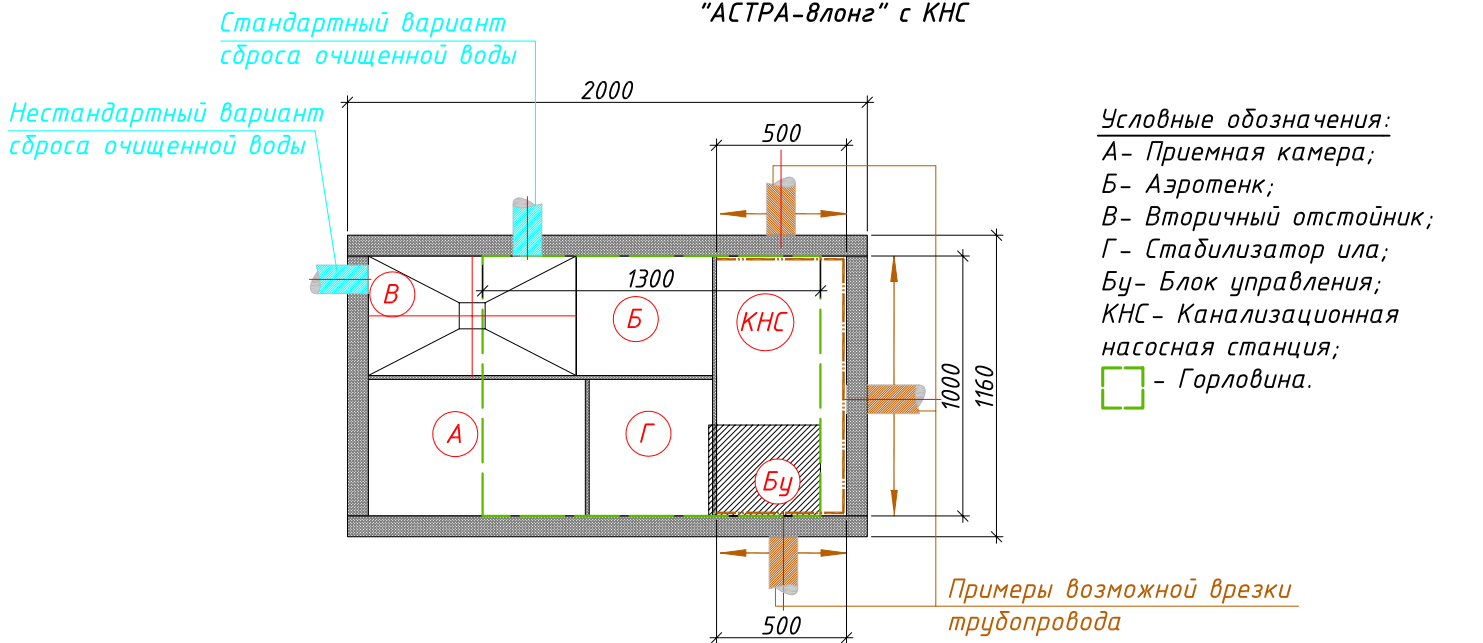 "АСТРА-8лонг" с КНС
Стандартный вариант
сброса очищенной воды
Нестандартный вариант
сброса очищенной воды
2000
500
Условные обозначения:
А- Приемная камера;
Б- Аэротенк;
В- Вторичный отстойник;
Г- Стабилизатор ила;
Бу- Блок управления;
КНС- Канализационная
насосная станция;
- Горловина.
1300
В
Б
КНС
1000
1160
А
Г
Бу
Примеры возможной врезки
трубопровода
500